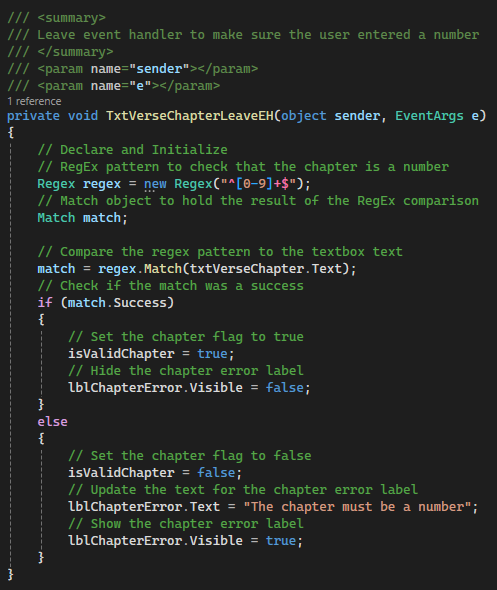 /// <summary>
/// Leave event handler to make sure the user entered a number
/// </summary>
/// <param name="sender"></param>
/// <param name="e"></param>
1 reference
private void TxtVerseChapterLeaveEH(object sender, EventArgs e)
{
    // Declare and Initialize
    // RegEx pattern to check that the chapter is a number
    Regex regex = new Regex("^[0-9]+$");
    // Match object to hold the result of the RegEx comparison
    Match match;

    // Compare the regex pattern to the textbox text
    match = regex.Match(txtVerseChapter.Text);
    // Check if the match was a success
    if (match.Success)
    {
        // Set the chapter flag to true
        isValidChapter = true;
        // Hide the chapter error label
        lblChapterError.Visible = false;
    }
    else
    {
        // Set the chapter flag to false
        isValidChapter = false;
        // Update the text for the chapter error label
        lblChapterError.Text = "The chapter must be a number";
        // Show the chapter error label
        lblChapterError.Visible = true;
    }
}